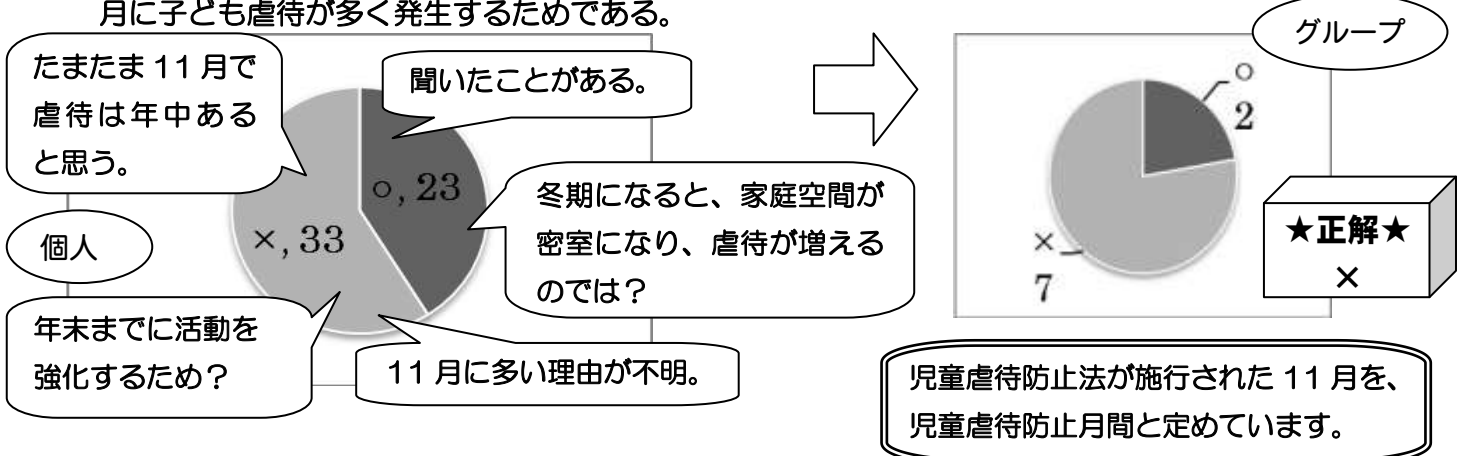 月に子ども虐待が多く発生するためである。
たまたま 11 月で
虐待は年中ある
と思う。
聞いたことがある。
○, 23
×, 33
冬期になると、家庭空間が
密室になり、虐待が増える
のでは？
個人
年末までに活動を
強化するため？
11 月に多い理由が不明。
グループ
○
2
×
7
★正解★
×
児童虐待防止法が施行された 11 月を、
児童虐待防止月間と定めています。